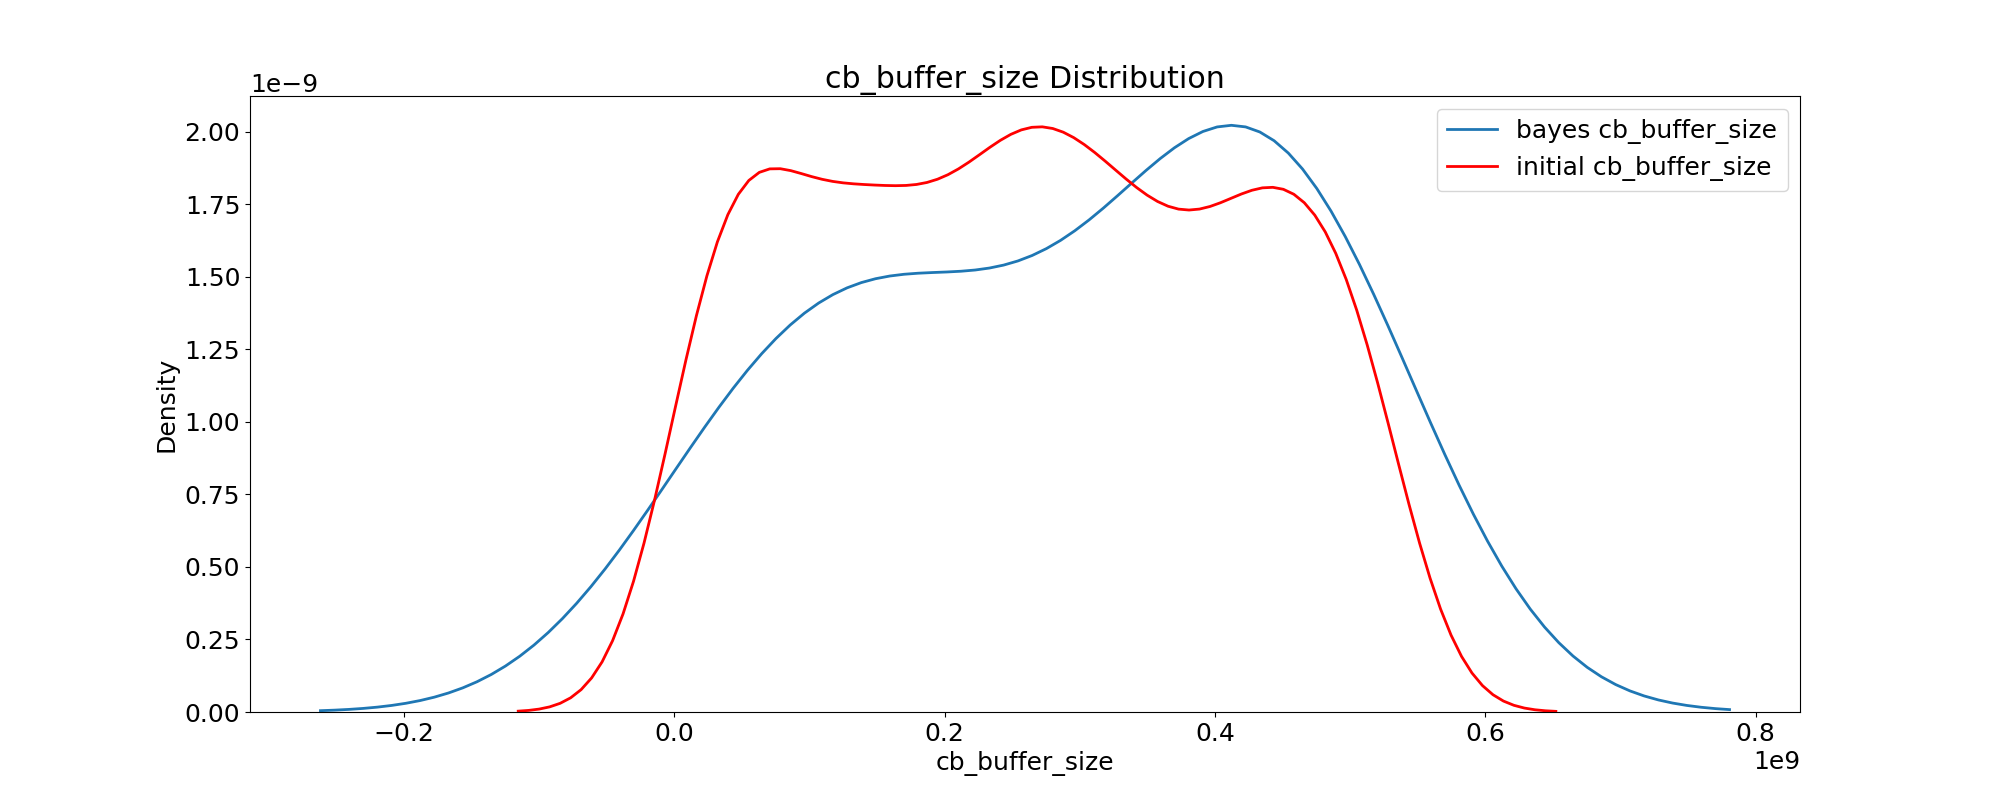 cb_buffer_size Distribution
1e−9
bayes cb_buffer_size
initial cb_buffer_size
2.00
1.75
1.50
1.25
1.00
0.75
0.50
0.25
0.00
Density
−0.2
0.0
0.2
0.4
0.6
0.8
cb_buffer_size
1e9